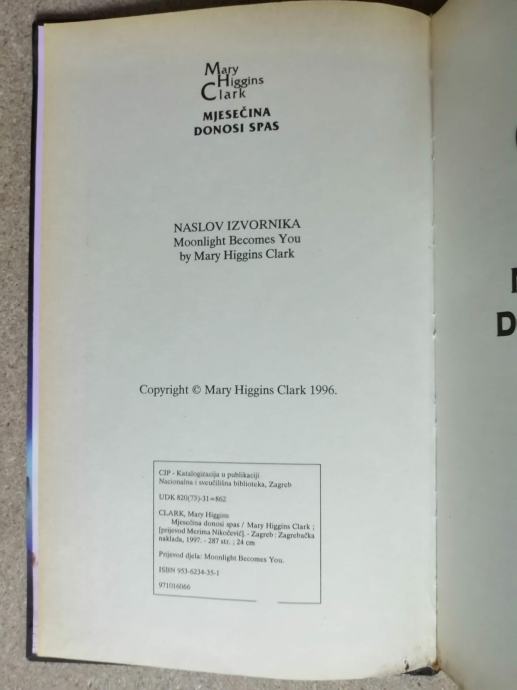 Mary
Higgins
Clark
MJESEČINA
DONOSI SPAS
NASLOV IZVORNIKA
Moonlight Becomes You
by Mary Higgins Clark
Copyright © Mary Higgins Clark 1996.
CIP - Katalogizacija u publikaciji
Nacionalna i sveučilišna biblioteka, Zagreb
UDK 820(73)-31=862
CLARK, Mary Higgins
Mjesečina donosi spas / Mary Higgins Clark ;
[prijevod Merima Nikočević]. - Zagreb : Zagrebačka
naklada, 1997. - 287 str. ; 24 cm
Prijevod djela: Moonlight Becomes You.
ISBN 953-6234-35-1
971016066
D